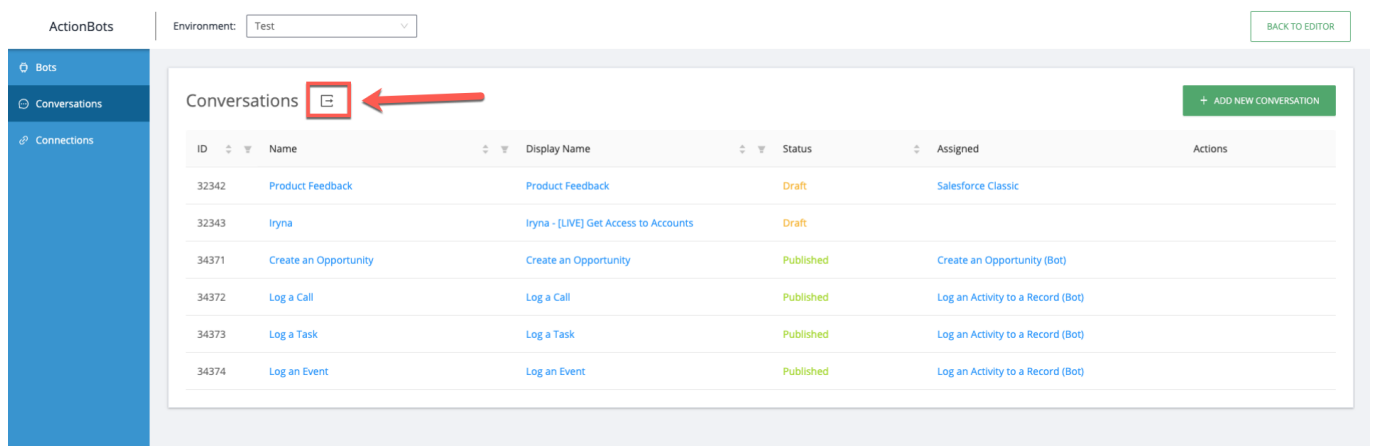 ActionBots Environment: Test BACK TO EDITOR
Bots
Conversations
Connections
Conversations + ADD NEW CONVERSATION
ID Name Display Name Status Assigned Actions
32342 Product Feedback Product Feedback Draft Salesforce Classic
32343 Iryna Iryna - [LIVE] Get Access to Accounts Draft
34371 Create an Opportunity Create an Opportunity Published Create an Opportunity (Bot)
34372 Log a Call Log a Call Published Log an Activity to a Record (Bot)
34373 Log a Task Log a Task Published Log an Activity to a Record (Bot)
34374 Log an Event Log an Event Published Log an Activity to a Record (Bot)